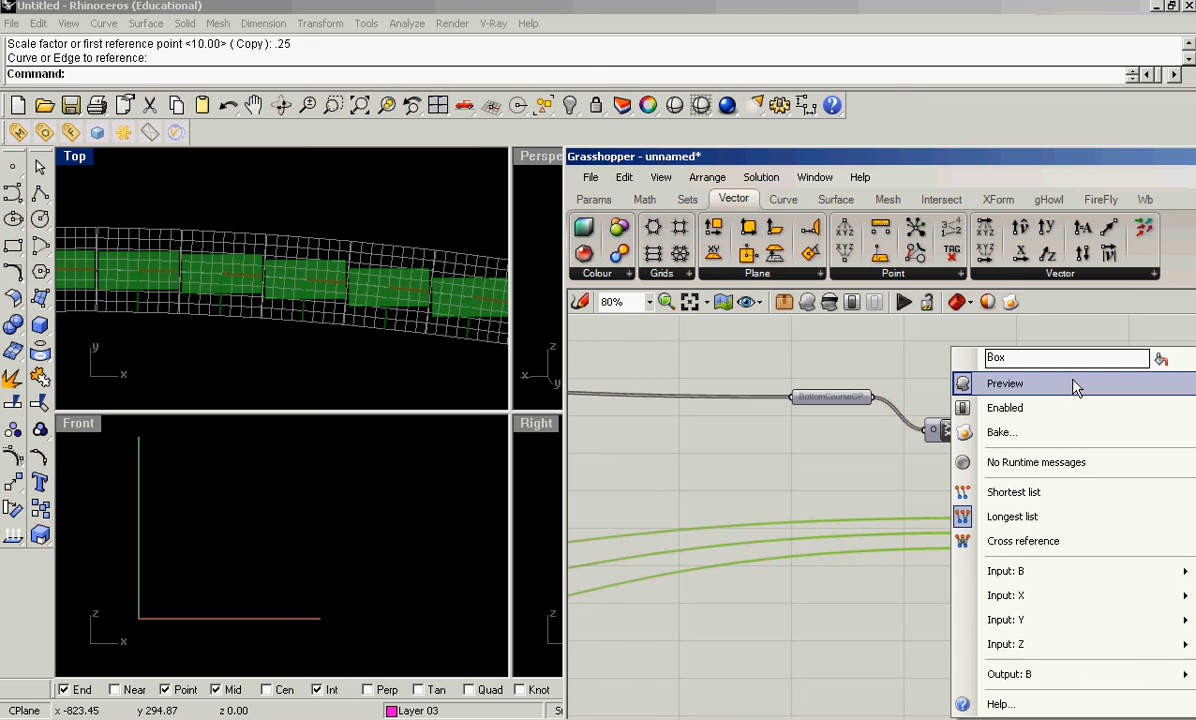 Untitled - Rhinoceros (Educational)
File Edit View Curve Surface Solid Mesh Dimension Transform Tools Analyze Render V-Ray Help
Scale factor or first reference point <10.00> ( Copy): .25
Curve or Edge to reference:
Command:
Top
Perspe
Grasshopper - unnamed*
File Edit View Arrange Solution Window Help
Params Math Sets Vector Curve Surface Mesh Intersect XForm gHowl FireFly Wb
XYZ
XYZ
TAG
Colour Grids Plane Point Vector
80%
Box
Preview
Enabled
Bake...
No Runtime messages
Shortest list
Longest list
Cross reference
Input: B
Input: X
Input: Y
Input: Z
Output: B
Help...
BottomCourseCP
O
y
x
z
x
y
Front
Right
z
x
z
End Near Point Mid Cen Int Perp Tan Quad Knot
CPlane x -823.45 y 294.87 z 0.00 Layer 03